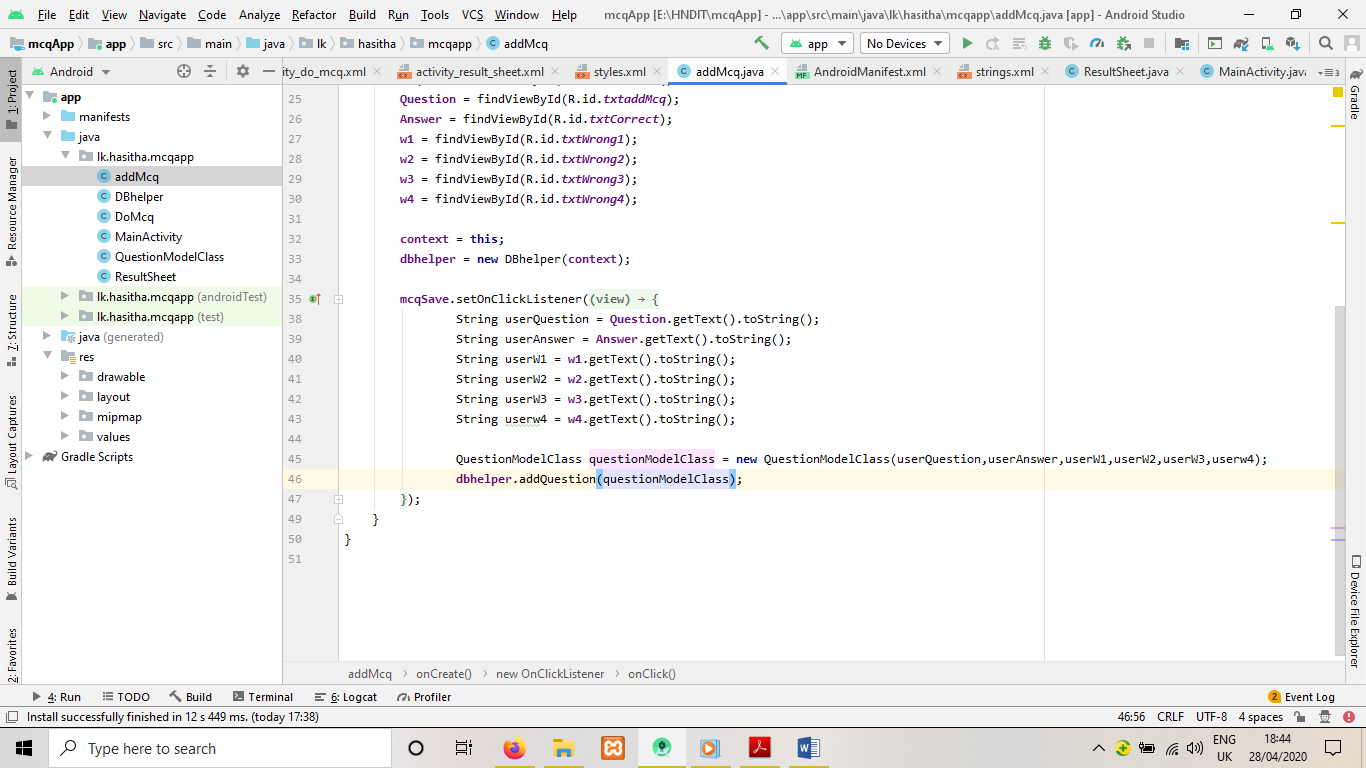 File Edit View Navigate Code Analyze Refactor Build Run Tools VCS Window Help mcqApp [E:\HNDIT\mcqApp] - ...\app\src\main\java\lk\hasitha\mcqapp\addMcq.java [app] - Android Studio
mcqApp app src main java lk hasitha mcqapp addMcq app No Devices
Android ity_do_mcq.xml activity_result_sheet.xml styles.xml addMcq.java AndroidManifest.xml strings.xml ResultSheet.java MainActivity.java 3
1: Project
Resource Manager
7: Structure
Layout Captures
Build Variants
2: Favorites
app
manifests
java
lk.hasitha.mcqapp
addMcq
DBhelper
DoMcq
MainActivity
QuestionModelClass
ResultSheet
lk.hasitha.mcqapp (androidTest)
lk.hasitha.mcqapp (test)
java (generated)
res
drawable
layout
mipmap
values
Gradle Scripts
25 Question = findViewById(R.id.txtaddMcq);
26 Answer = findViewById(R.id.txtCorrect);
27 w1 = findViewById(R.id.txtWrong1);
28 w2 = findViewById(R.id.txtWrong2);
29 w3 = findViewById(R.id.txtWrong3);
30 w4 = findViewById(R.id.txtWrong4);
31
32 context = this;
33 dbhelper = new DBhelper(context);
34
35 mcqSave.setOnClickListener((view) → {
38 String userQuestion = Question.getText().toString();
39 String userAnswer = Answer.getText().toString();
40 String userW1 = w1.getText().toString();
41 String userW2 = w2.getText().toString();
42 String userW3 = w3.getText().toString();
43 String userw4 = w4.getText().toString();
44
45 QuestionModelClass questionModelClass = new QuestionModelClass(userQuestion,userAnswer,userW1,userW2,userW3,userw4);
46 dbhelper.addQuestion(questionModelClass);
47 });
49 }
50 }
51
Gradle
Device File Explorer
addMcq onCreate() new OnClickListener onClick()
4: Run TODO Build Terminal 6: Logcat Profiler 2 Event Log
Install successfully finished in 12 s 449 ms. (today 17:38) 46:56 CRLF UTF-8 4 spaces
Type here to search ENG 18:44
UK 28/04/2020